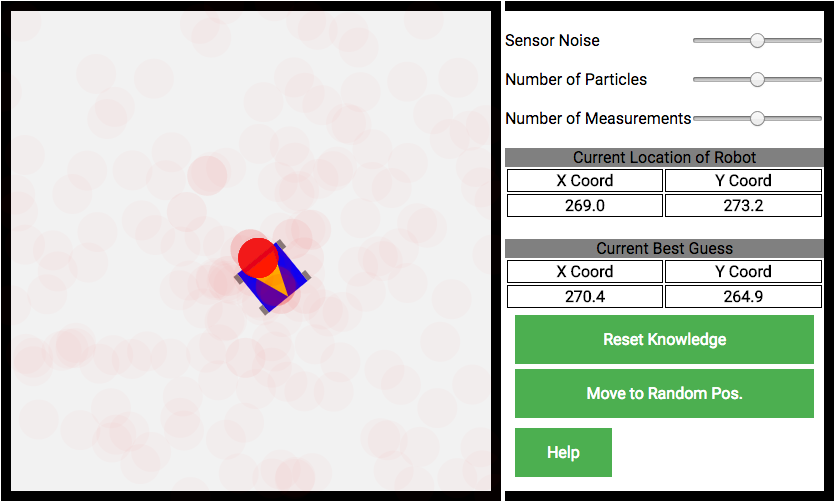 Sensor Noise
Number of Particles
Number of Measurements
Current Location of Robot
X Coord Y Coord
269.0 273.2
Current Best Guess
X Coord Y Coord
270.4 264.9
Reset Knowledge
Move to Random Pos.
Help